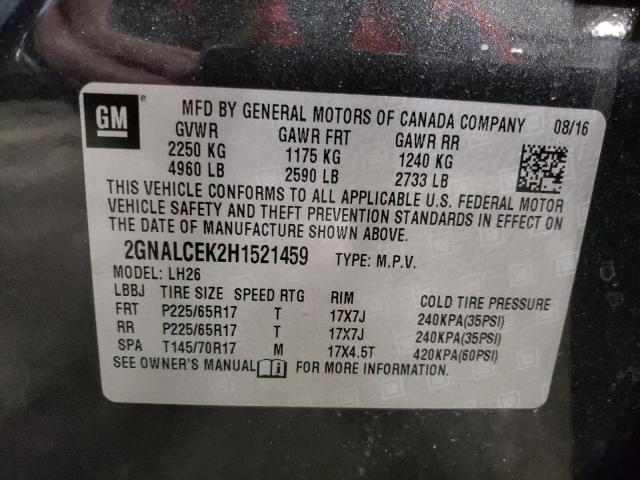 GM
MFD BY GENERAL MOTORS OF CANADA COMPANY 08/16
GVWR GAWR FRT GAWR RR
2250 KG 1175 KG 1240 KG
4960 LB 2590 LB 2733 LB
THIS VEHICLE CONFORMS TO ALL APPLICABLE U.S. FEDERAL MOTOR
VEHICLE SAFETY AND THEFT PREVENTION STANDARDS IN EFFECT ON
THE DATE OF MANUFACTURE SHOWN ABOVE.
2GNALCEK2H1521459 TYPE: M.P.V.
MODEL: LH26
LBBJ TIRE SIZE SPEED RTG RIM COLD TIRE PRESSURE
FRT P225/65R17 T 17X7J 240KPA(35PSI)
RR P225/65R17 T 17X7J 240KPA(35PSI)
SPA T145/70R17 M 17X4.5T 420KPA(60PSI)
SEE OWNER'S MANUAL FOR MORE INFORMATION.